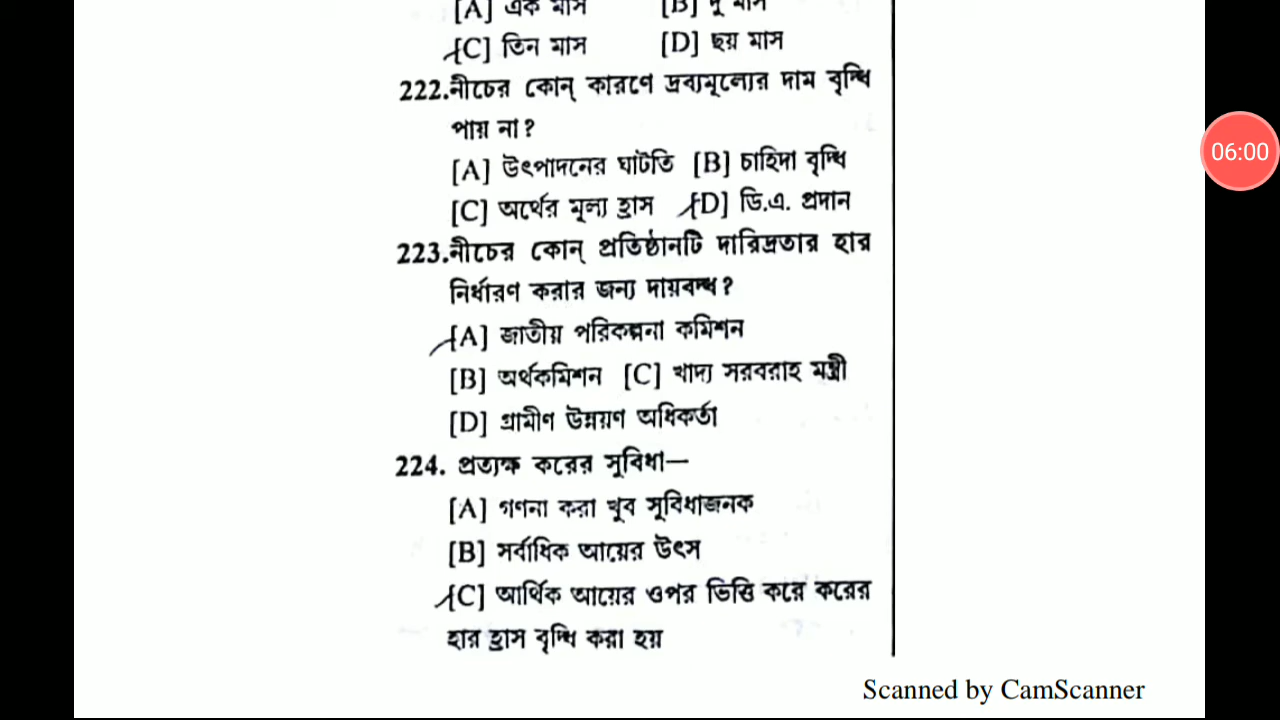 [A] এক মাস [B] দু মাস
[C] তিন মাস [D] ছয় মাস
222.নীচের কোন্ কারণে দ্রব্যমূল্যের দাম বৃদ্ধি
পায় না?
[A] উৎপাদনের ঘাটতি [B] চাহিদা বৃদ্ধি
[C] অর্থের মূল্য হ্রাস [D] ডি.এ. প্রদান
223.নীচের কোন্ প্রতিষ্ঠানটি দারিদ্রতার হার
নির্ধারণ করার জন্য দায়বদ্ধ?
[A] জাতীয় পরিকল্পনা কমিশন
[B] অর্থকমিশন [C] খাদ্য সরবরাহ মন্ত্রী
[D] গ্রামীণ উন্নয়ণ অধিকর্তা
224. প্রত্যক্ষ করের সুবিধা—
[A] গণনা করা খুব সুবিধাজনক
[B] সর্বাধিক আয়ের উৎস
[C] আর্থিক আয়ের ওপর ভিত্তি করে করের
হার হ্রাস বৃদ্ধি করা হয়
06:00
Scanned by CamScanner